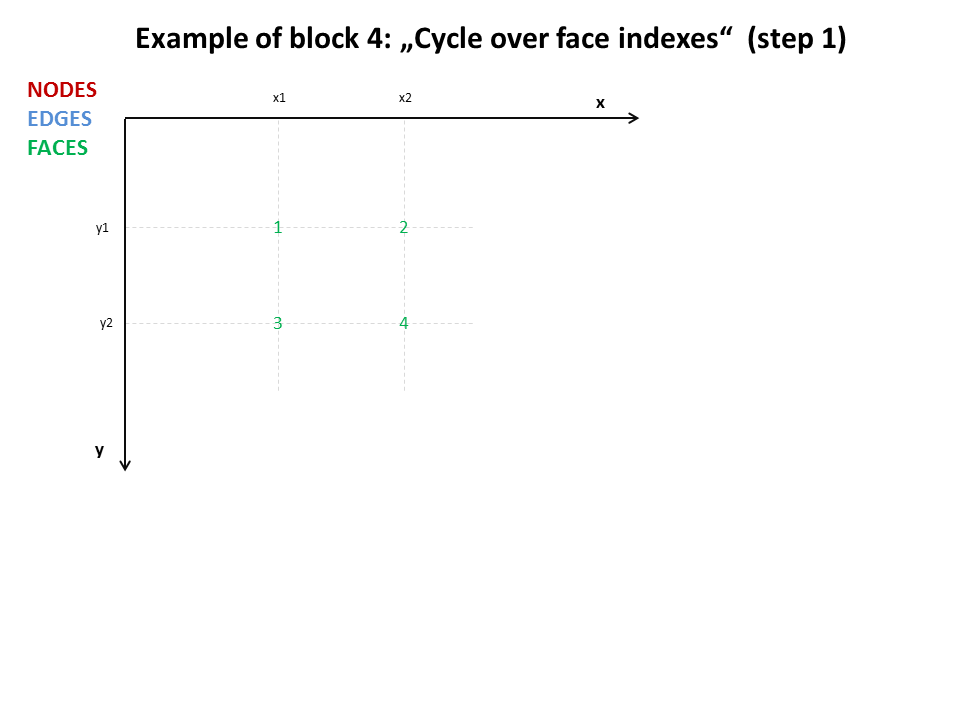 Example of block 4: „Cycle over face indexes“ (step 1)
NODES
EDGES
FACES
x1 x2 x
y1 1 2
y2 3 4
y